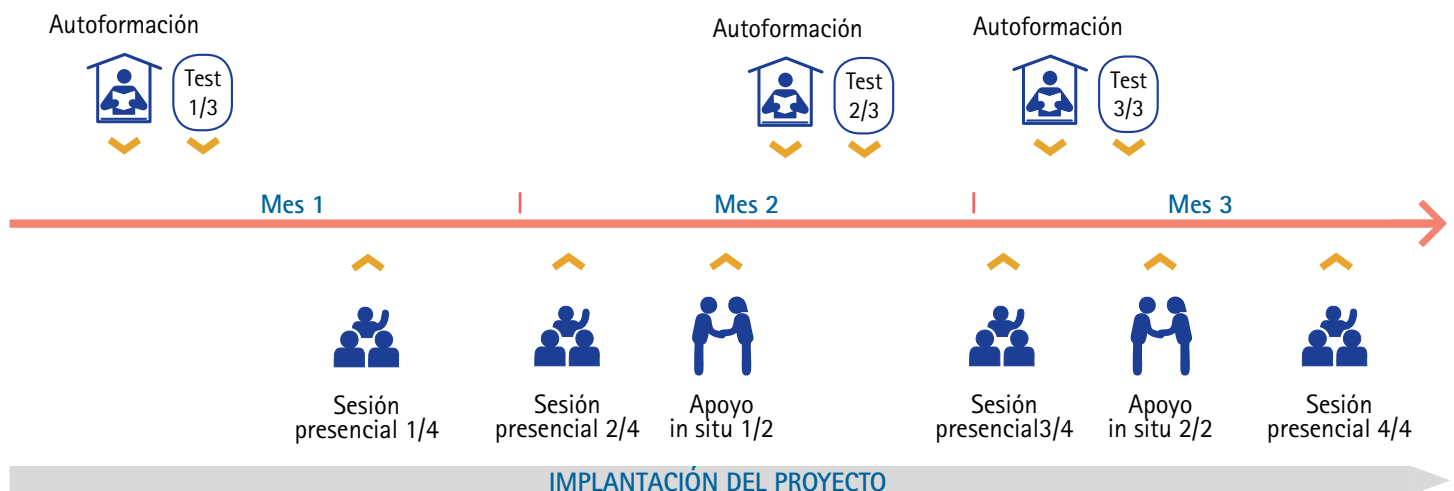 Autoformación
Test
1/3
Autoformación
Test
2/3
Autoformación
Test
3/3
Mes 1
Mes 2
Mes 3
Sesión
presencial 1/4
Sesión
presencial 2/4
Apoyo
in situ 1/2
Sesión
presencial3/4
Apoyo
in situ 2/2
Sesión
presencial 4/4
IMPLANTACIÓN DEL PROYECTO